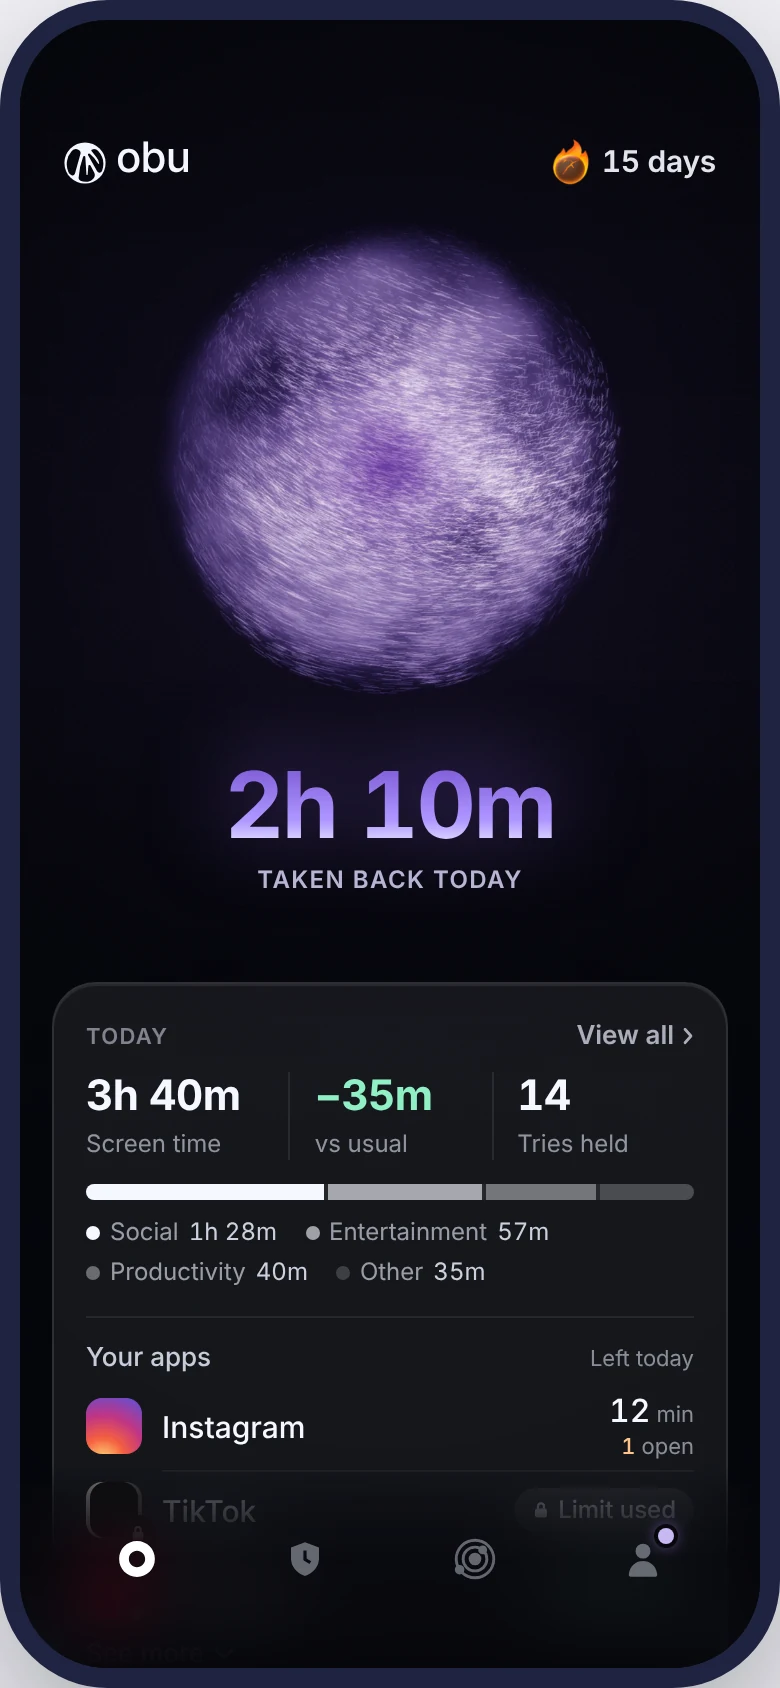 obu
15 days
2h 10m
TAKEN BACK TODAY
TODAY
View all
3h 40m
−35m
14
Screen time
vs usual
Tries held
Social 1h 28m
Entertainment 57m
Productivity 40m
Other 35m
Your apps
Left today
Instagram
12 min
1 open
TikTok
Limit used
See more